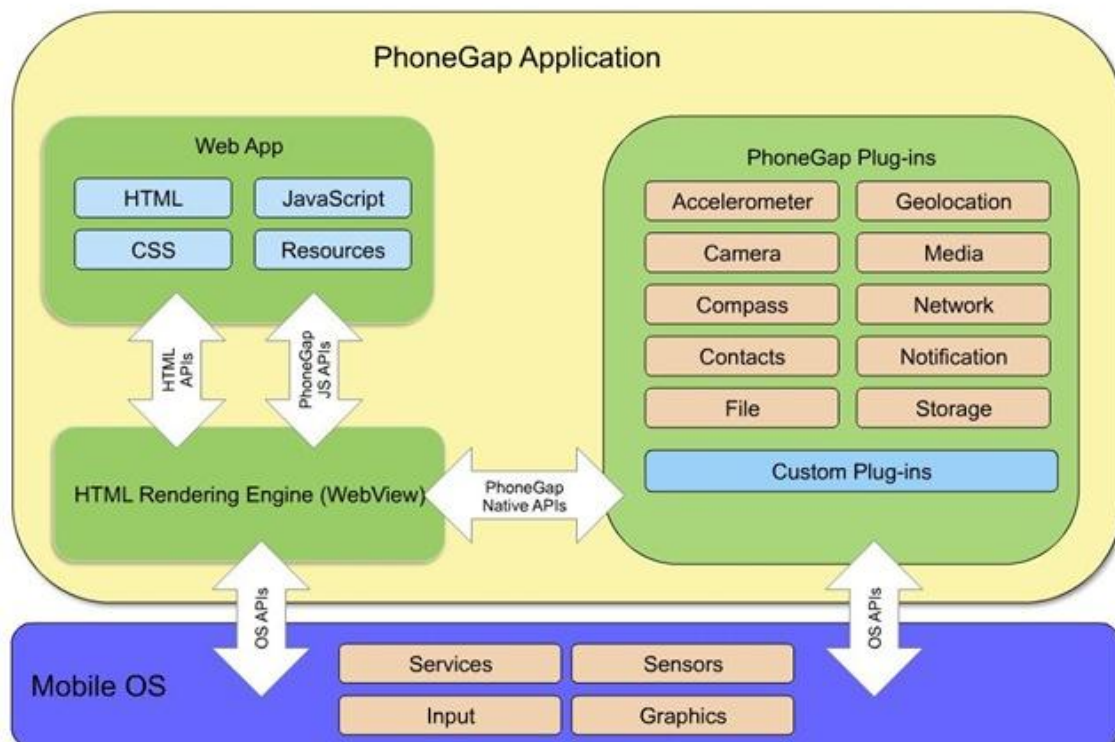 PhoneGap Application
Web App
HTML
JavaScript
CSS
Resources
HTML
APIs
PhoneGap
JS APIs
HTML Rendering Engine (WebView)
PhoneGap
Native APIs
PhoneGap Plug-ins
Accelerometer
Geolocation
Camera
Media
Compass
Network
Contacts
Notification
File
Storage
Custom Plug-ins
OS APIs
OS APIs
Mobile OS
Services
Sensors
Input
Graphics